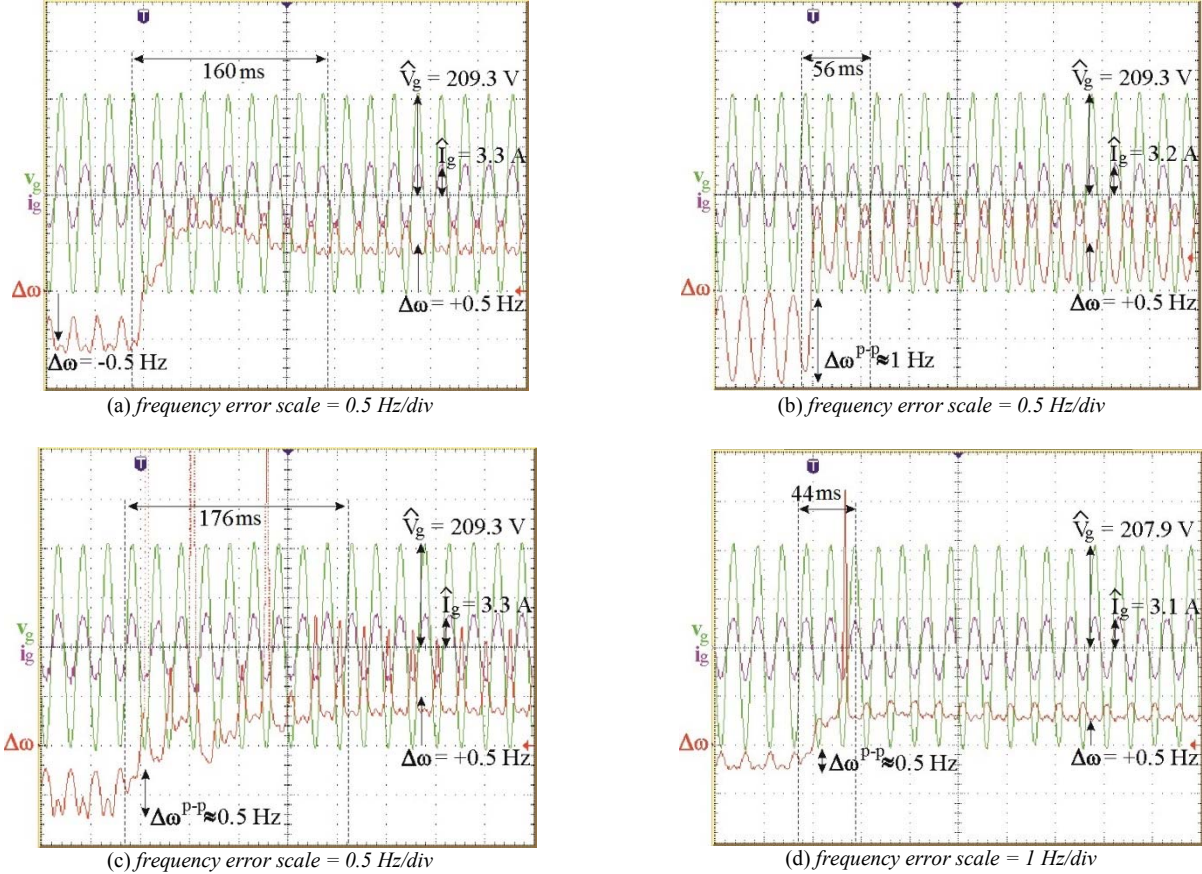 T
160 ms
V̂g = 209.3 V
Îg = 3.3 A
vg
ig
Δω
Δω = +0.5 Hz
Δω = -0.5 Hz
(a) frequency error scale = 0.5 Hz/div
T
56 ms
V̂g = 209.3 V
Îg = 3.2 A
vg
ig
Δω
Δω = +0.5 Hz
Δω^p-p ≈ 1 Hz
(b) frequency error scale = 0.5 Hz/div
T
176 ms
V̂g = 209.3 V
Îg = 3.3 A
vg
ig
Δω
Δω = +0.5 Hz
Δω^p-p ≈ 0.5 Hz
(c) frequency error scale = 0.5 Hz/div
T
44 ms
V̂g = 207.9 V
Îg = 3.1 A
vg
ig
Δω
Δω^p-p ≈ 0.5 Hz
Δω = +0.5 Hz
(d) frequency error scale = 1 Hz/div